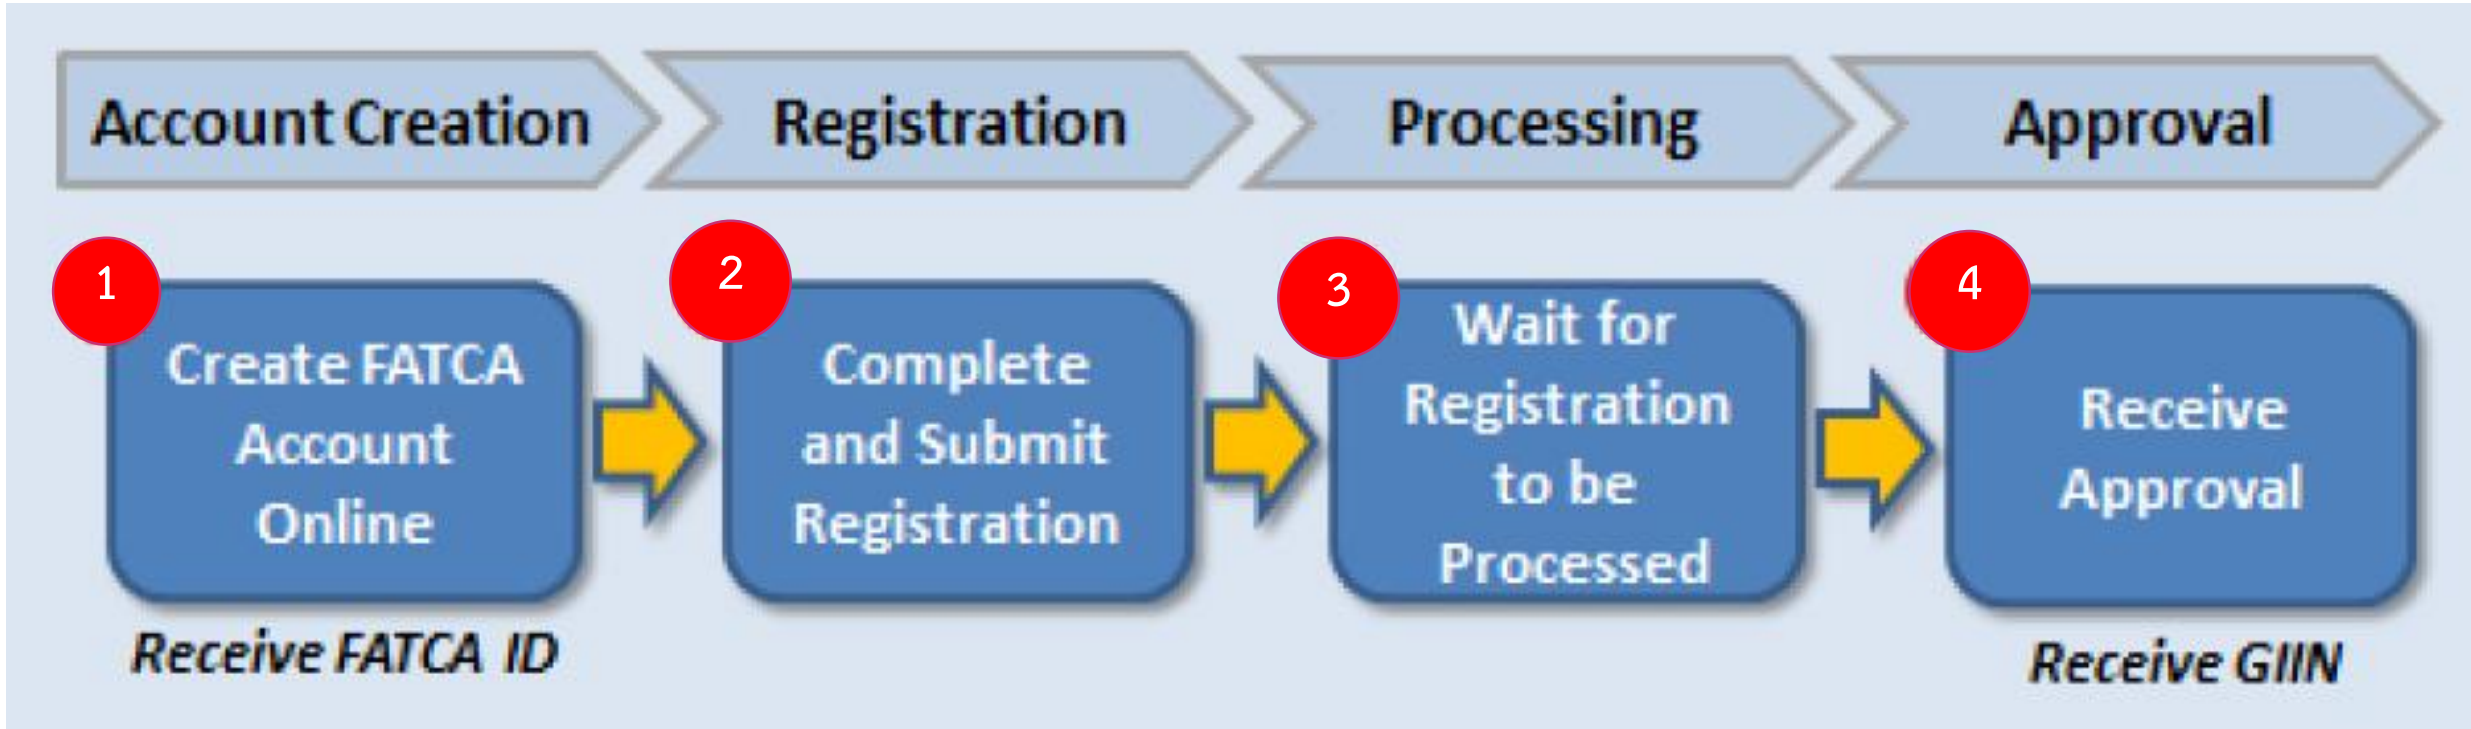 Account Creation
Registration
Processing
Approval
1
Create FATCA
Account
Online
Receive FATCA ID
2
Complete
and Submit
Registration
3
Wait for
Registration
to be
Processed
4
Receive
Approval
Receive GIIN